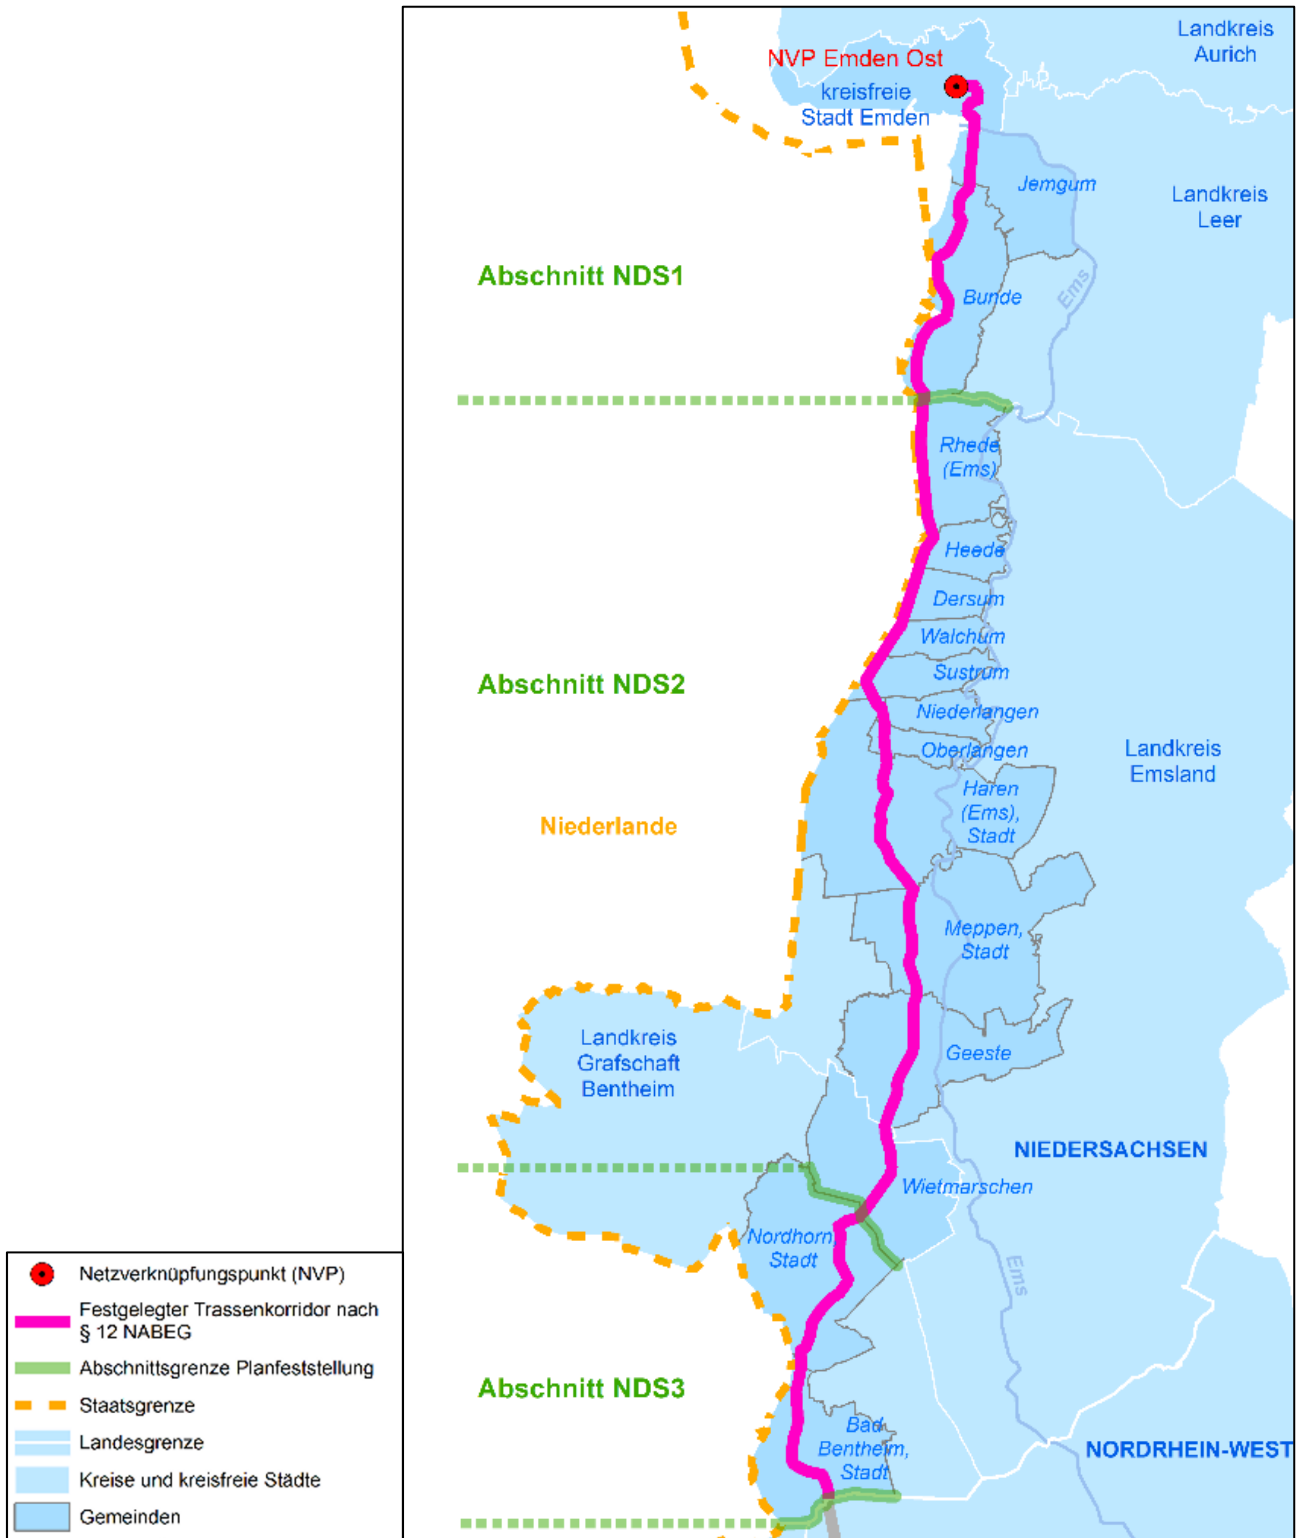 Landkreis
Aurich
NVP Emden Ost
kreisfreie
Stadt Emden
Jemgum
Landkreis
Leer
Abschnitt NDS1
Bunde
Ems
Rhede
(Ems)
Heede
Dersum
Walchum
Sustrum
Abschnitt NDS2
Niederlangen
Oberlangen
Landkreis
Emsland
Haren
(Ems),
Stadt
Niederlande
Meppen,
Stadt
Landkreis
Grafschaft
Bentheim
Geeste
NIEDERSACHSEN
Wietmarschen
Nordhorn,
Stadt
Ems
Abschnitt NDS3
Bad
Bentheim,
Stadt
NORDRHEIN-WEST
Netzverknüpfungspunkt (NVP)
Festgelegter Trassenkorridor nach
§ 12 NABEG
Abschnittsgrenze Planfeststellung
Staatsgrenze
Landesgrenze
Kreise und kreisfreie Städte
Gemeinden